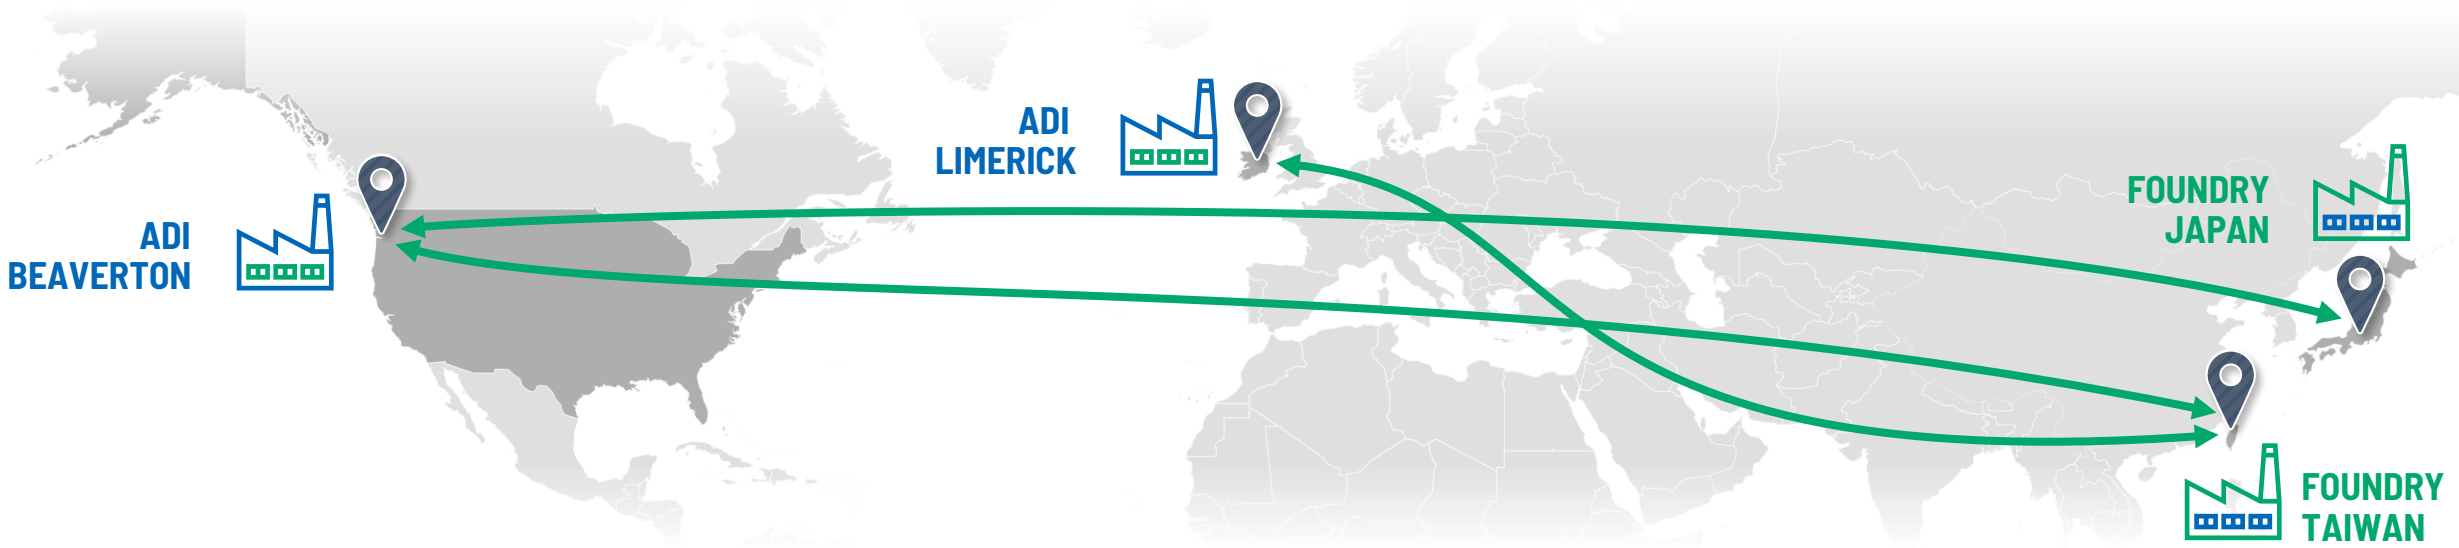 ADI
LIMERICK
ADI
BEAVERTON
FOUNDRY
JAPAN
FOUNDRY
TAIWAN